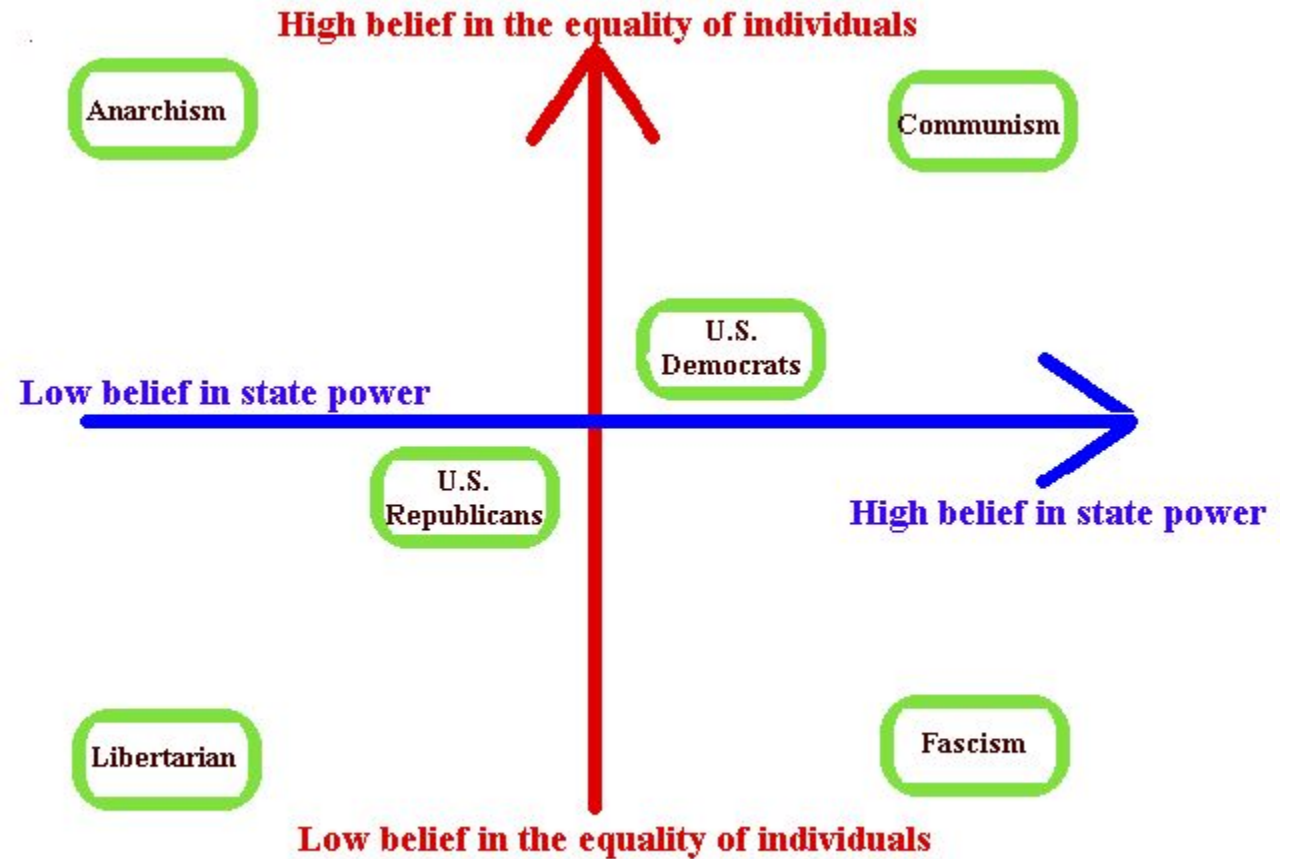 High belief in the equality of individuals
Anarchism
Communism
U.S.
Democrats
Low belief in state power
U.S.
Republicans
High belief in state power
Libertarian
Fascism
Low belief in the equality of individuals